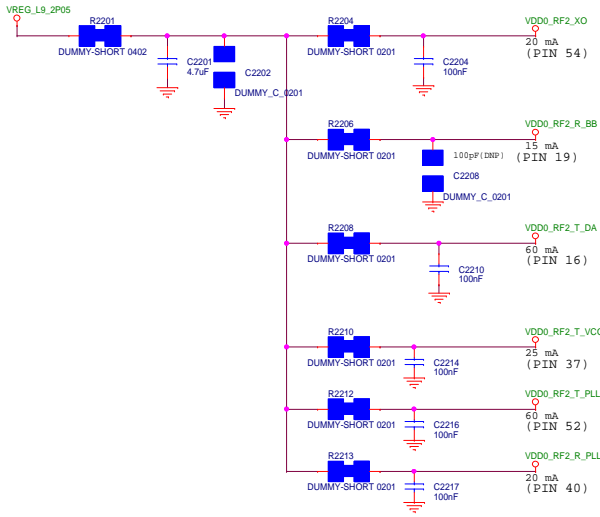 VREG_L9_2P05
R2201
DUMMY-SHORT 0402
C2201
4.7uF
C2202
DUMMY_C_0201
R2204
DUMMY-SHORT 0201
C2204
100nF
VDD0_RF2_XO
20 mA
(PIN 54)
R2206
DUMMY-SHORT 0201
100pF(DNP)
C2208
DUMMY_C_0201
VDD0_RF2_R_BB
15 mA
(PIN 19)
R2208
DUMMY-SHORT 0201
C2210
100nF
VDD0_RF2_T_DA
60 mA
(PIN 16)
R2210
DUMMY-SHORT 0201
C2214
100nF
VDD0_RF2_T_VCO
25 mA
(PIN 37)
R2212
DUMMY-SHORT 0201
C2216
100nF
VDD0_RF2_T_PLL
60 mA
(PIN 52)
R2213
DUMMY-SHORT 0201
C2217
100nF
VDD0_RF2_R_PLL
20 mA
(PIN 40)